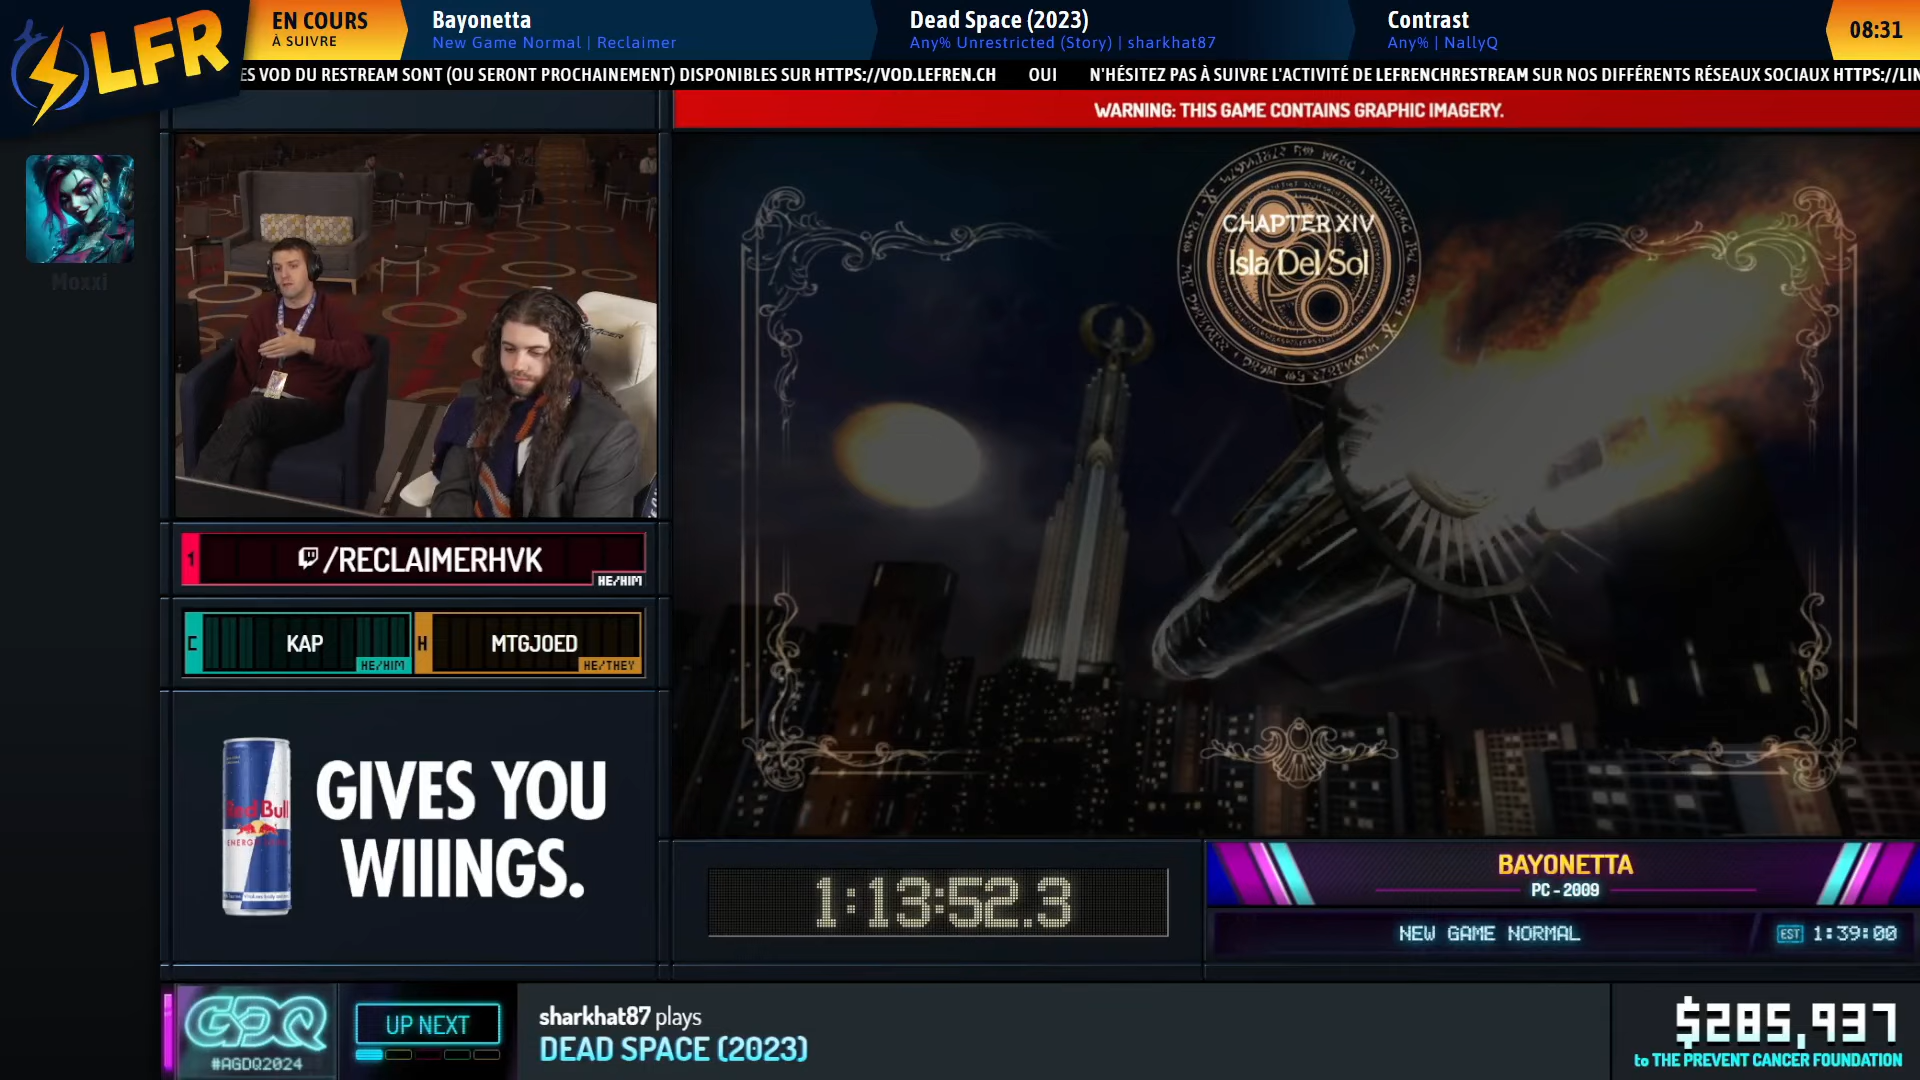 LFR
EN COURS
À SUIVRE
Bayonetta
New Game Normal | Reclaimer
Dead Space (2023)
Any% Unrestricted (Story) | sharkhat87
Contrast
Any% | NallyQ
08:31
ES VOD DU RESTREAM SONT (OU SERONT PROCHAINEMENT) DISPONIBLES SUR HTTPS://VOD.LEFREN.CH OUI N'HÉSITEZ PAS À SUIVRE L'ACTIVITÉ DE LEFRENCHRESTREAM SUR NOS DIFFÉRENTS RÉSEAUX SOCIAUX HTTPS://LIN
WARNING: THIS GAME CONTAINS GRAPHIC IMAGERY.
Moxxi
CHAPTER XIV
Isla Del Sol
1 /RECLAIMERHVK
HE/HIM
C KAP
HE/HIM
H MTGJOED
HE/THEY
Red Bull
GIVES YOU
WIIINGS.
1:13:52.3
BAYONETTA
PC - 2009
NEW GAME NORMAL
EST 1:39:00
GDQ
#AGDQ2024
UP NEXT
sharkhat87 plays
DEAD SPACE (2023)
$285,937
to THE PREVENT CANCER FOUNDATION